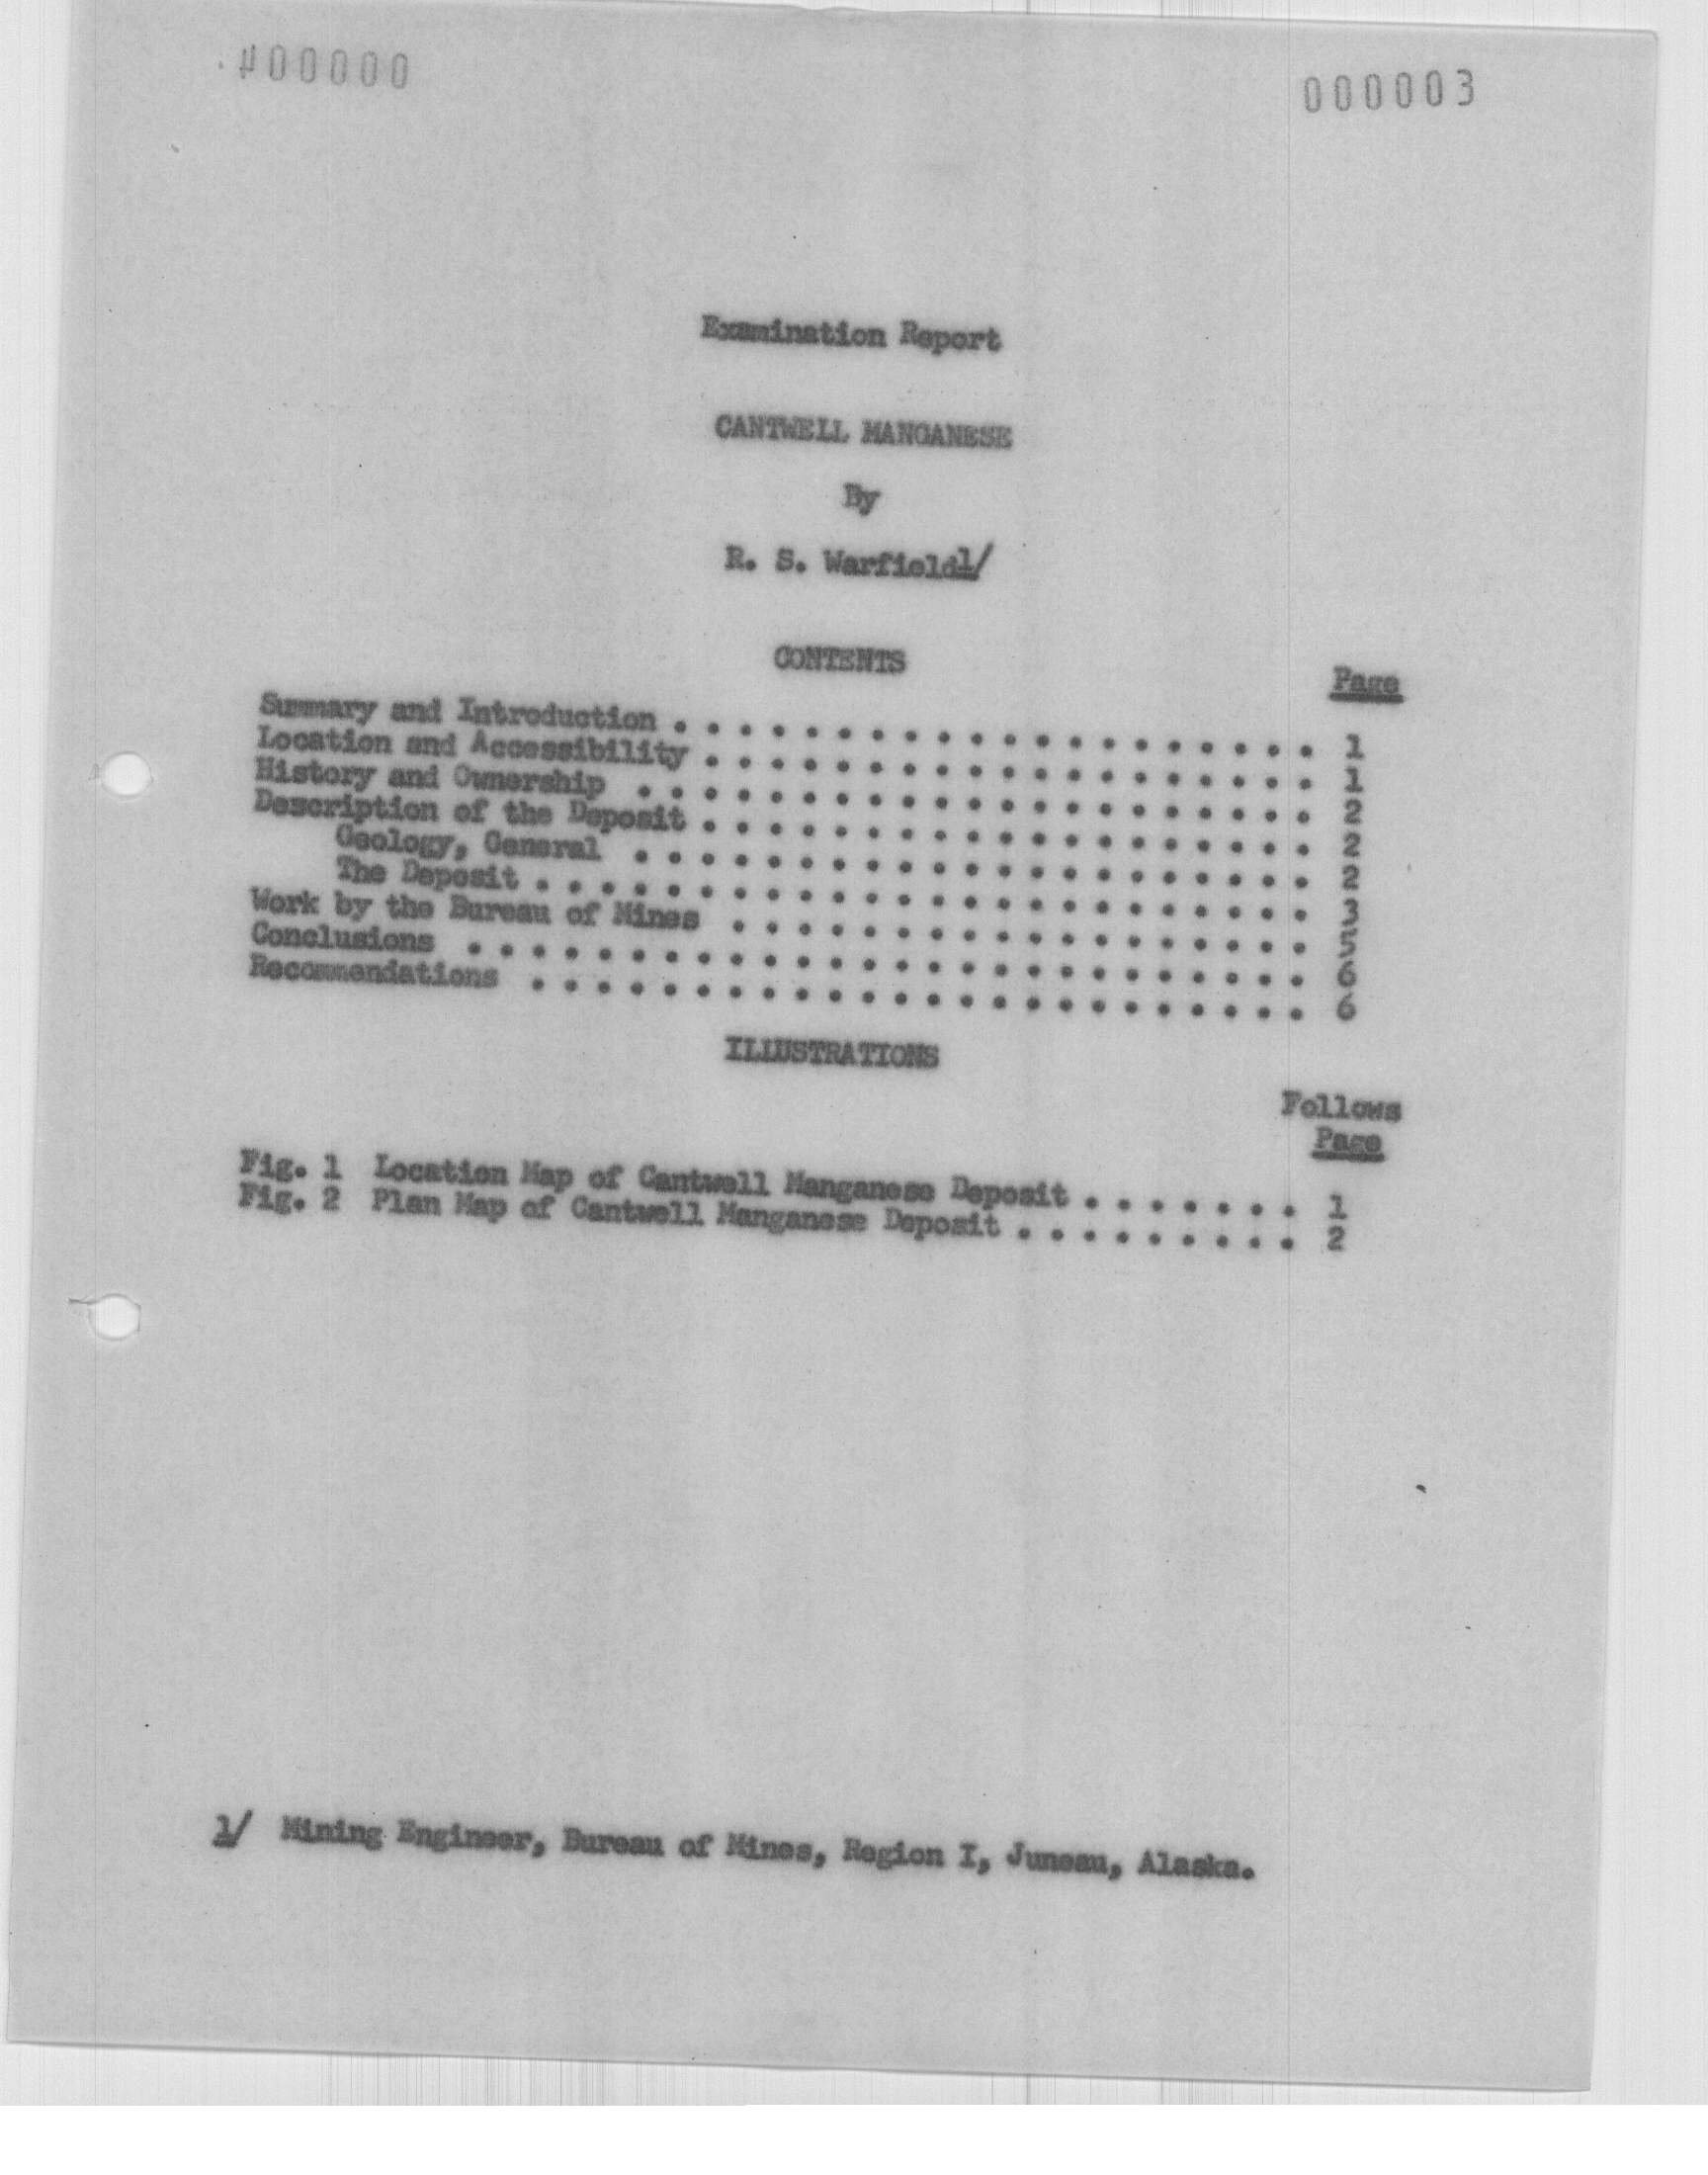 #00000 000003
Examination Report
CANTWELL MANGANESE
By
R. S. Warfield1/
CONTENTS
Page
Summary and Introduction . . . . . . . . . . . . . . . . . . . . 1
Location and Accessibility . . . . . . . . . . . . . . . . . . . 1
History and Ownership . . . . . . . . . . . . . . . . . . . . . 2
Description of the Deposit . . . . . . . . . . . . . . . . . . . 2
Geology, General . . . . . . . . . . . . . . . . . . . . . 2
The Deposit . . . . . . . . . . . . . . . . . . . . . . . . 3
Work by the Bureau of Mines . . . . . . . . . . . . . . . . . . 5
Conclusions . . . . . . . . . . . . . . . . . . . . . . . . . . 6
Recommendations . . . . . . . . . . . . . . . . . . . . . . . . 6
ILLUSTRATIONS
Follows
Page
Fig. 1 Location Map of Cantwell Manganese Deposit . . . . . . . 1
Fig. 2 Plan Map of Cantwell Manganese Deposit . . . . . . . . . 2
1/ Mining Engineer, Bureau of Mines, Region I, Juneau, Alaska.